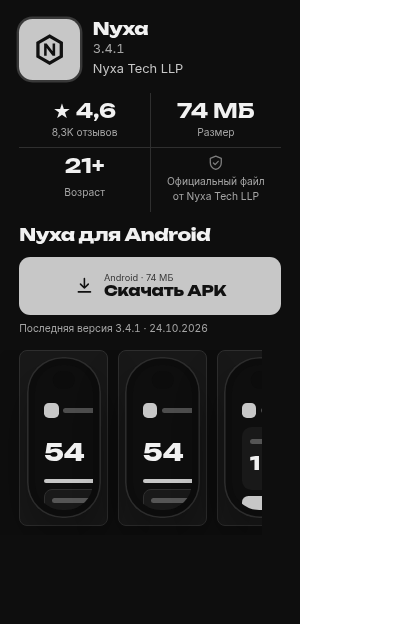 Nyxa
3.4.1
Nyxa Tech LLP
★ 4,6
8,3K отзывов
74 МБ
Размер
21+
Возраст
Официальный файл
от Nyxa Tech LLP
Nyxa для Android
Android · 74 МБ
Скачать APK
Последняя версия 3.4.1 · 24.10.2026
54
54
1